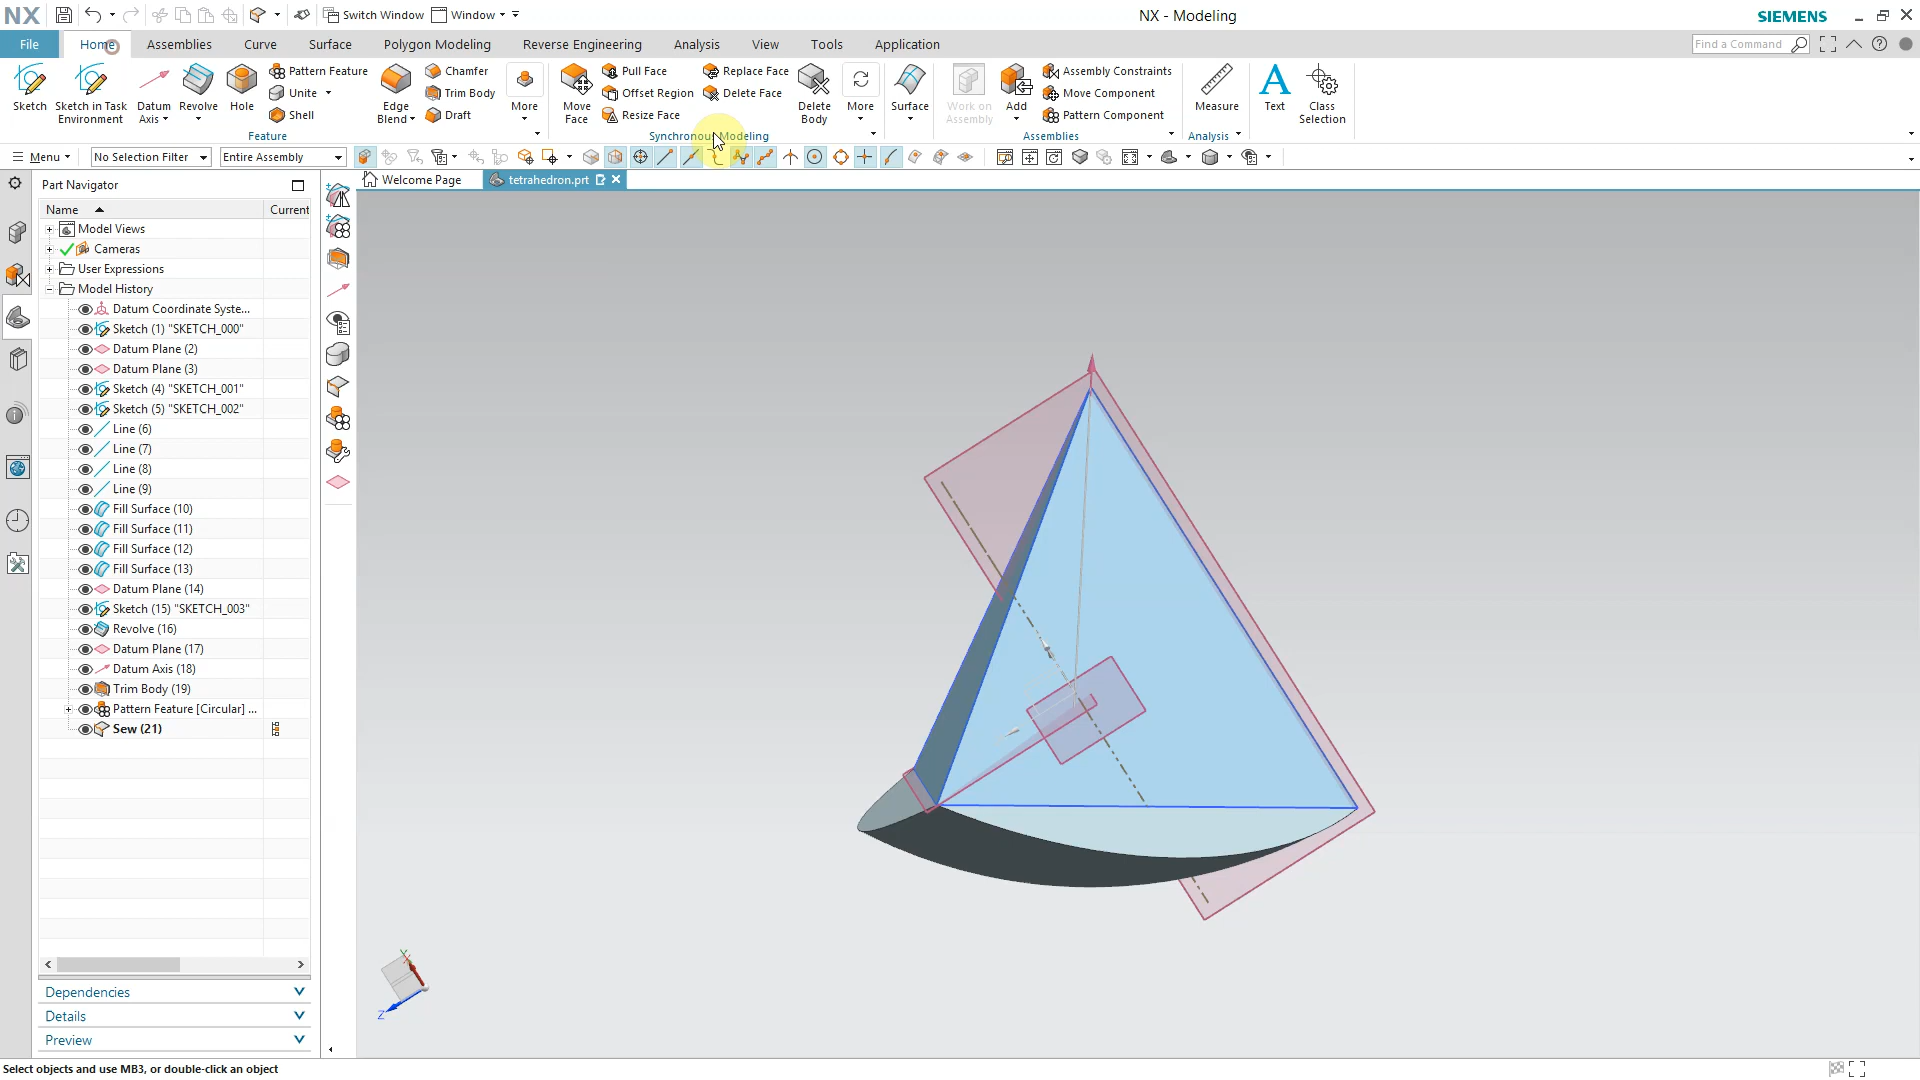 NX Switch Window Window NX - Modeling SIEMENS
File Home Assemblies Curve Surface Polygon Modeling Reverse Engineering Analysis View Tools Application Find a Command
Sketch
Sketch in Task Environment
Datum Axis
Revolve
Hole
Pattern Feature
Unite
Shell
Edge Blend
Chamfer
Trim Body
Draft
More
Feature
Move Face
Pull Face
Offset Region
Resize Face
Replace Face
Delete Face
Delete Body
More
Synchronous Modeling
Surface
Work on Assembly
Add
Assembly Constraints
Move Component
Pattern Component
Assemblies
Measure
Analysis
Text
Class Selection
Menu No Selection Filter Entire Assembly
Part Navigator
Welcome Page tetrahedron.prt
Name Current
Model Views
Cameras
User Expressions
Model History
Datum Coordinate Syste...
Sketch (1) "SKETCH_000"
Datum Plane (2)
Datum Plane (3)
Sketch (4) "SKETCH_001"
Sketch (5) "SKETCH_002"
Line (6)
Line (7)
Line (8)
Line (9)
Fill Surface (10)
Fill Surface (11)
Fill Surface (12)
Fill Surface (13)
Datum Plane (14)
Sketch (15) "SKETCH_003"
Revolve (16)
Datum Plane (17)
Datum Axis (18)
Trim Body (19)
Pattern Feature [Circular] ...
Sew (21)
X
Z
Dependencies
Details
Preview
Select objects and use MB3, or double-click an object